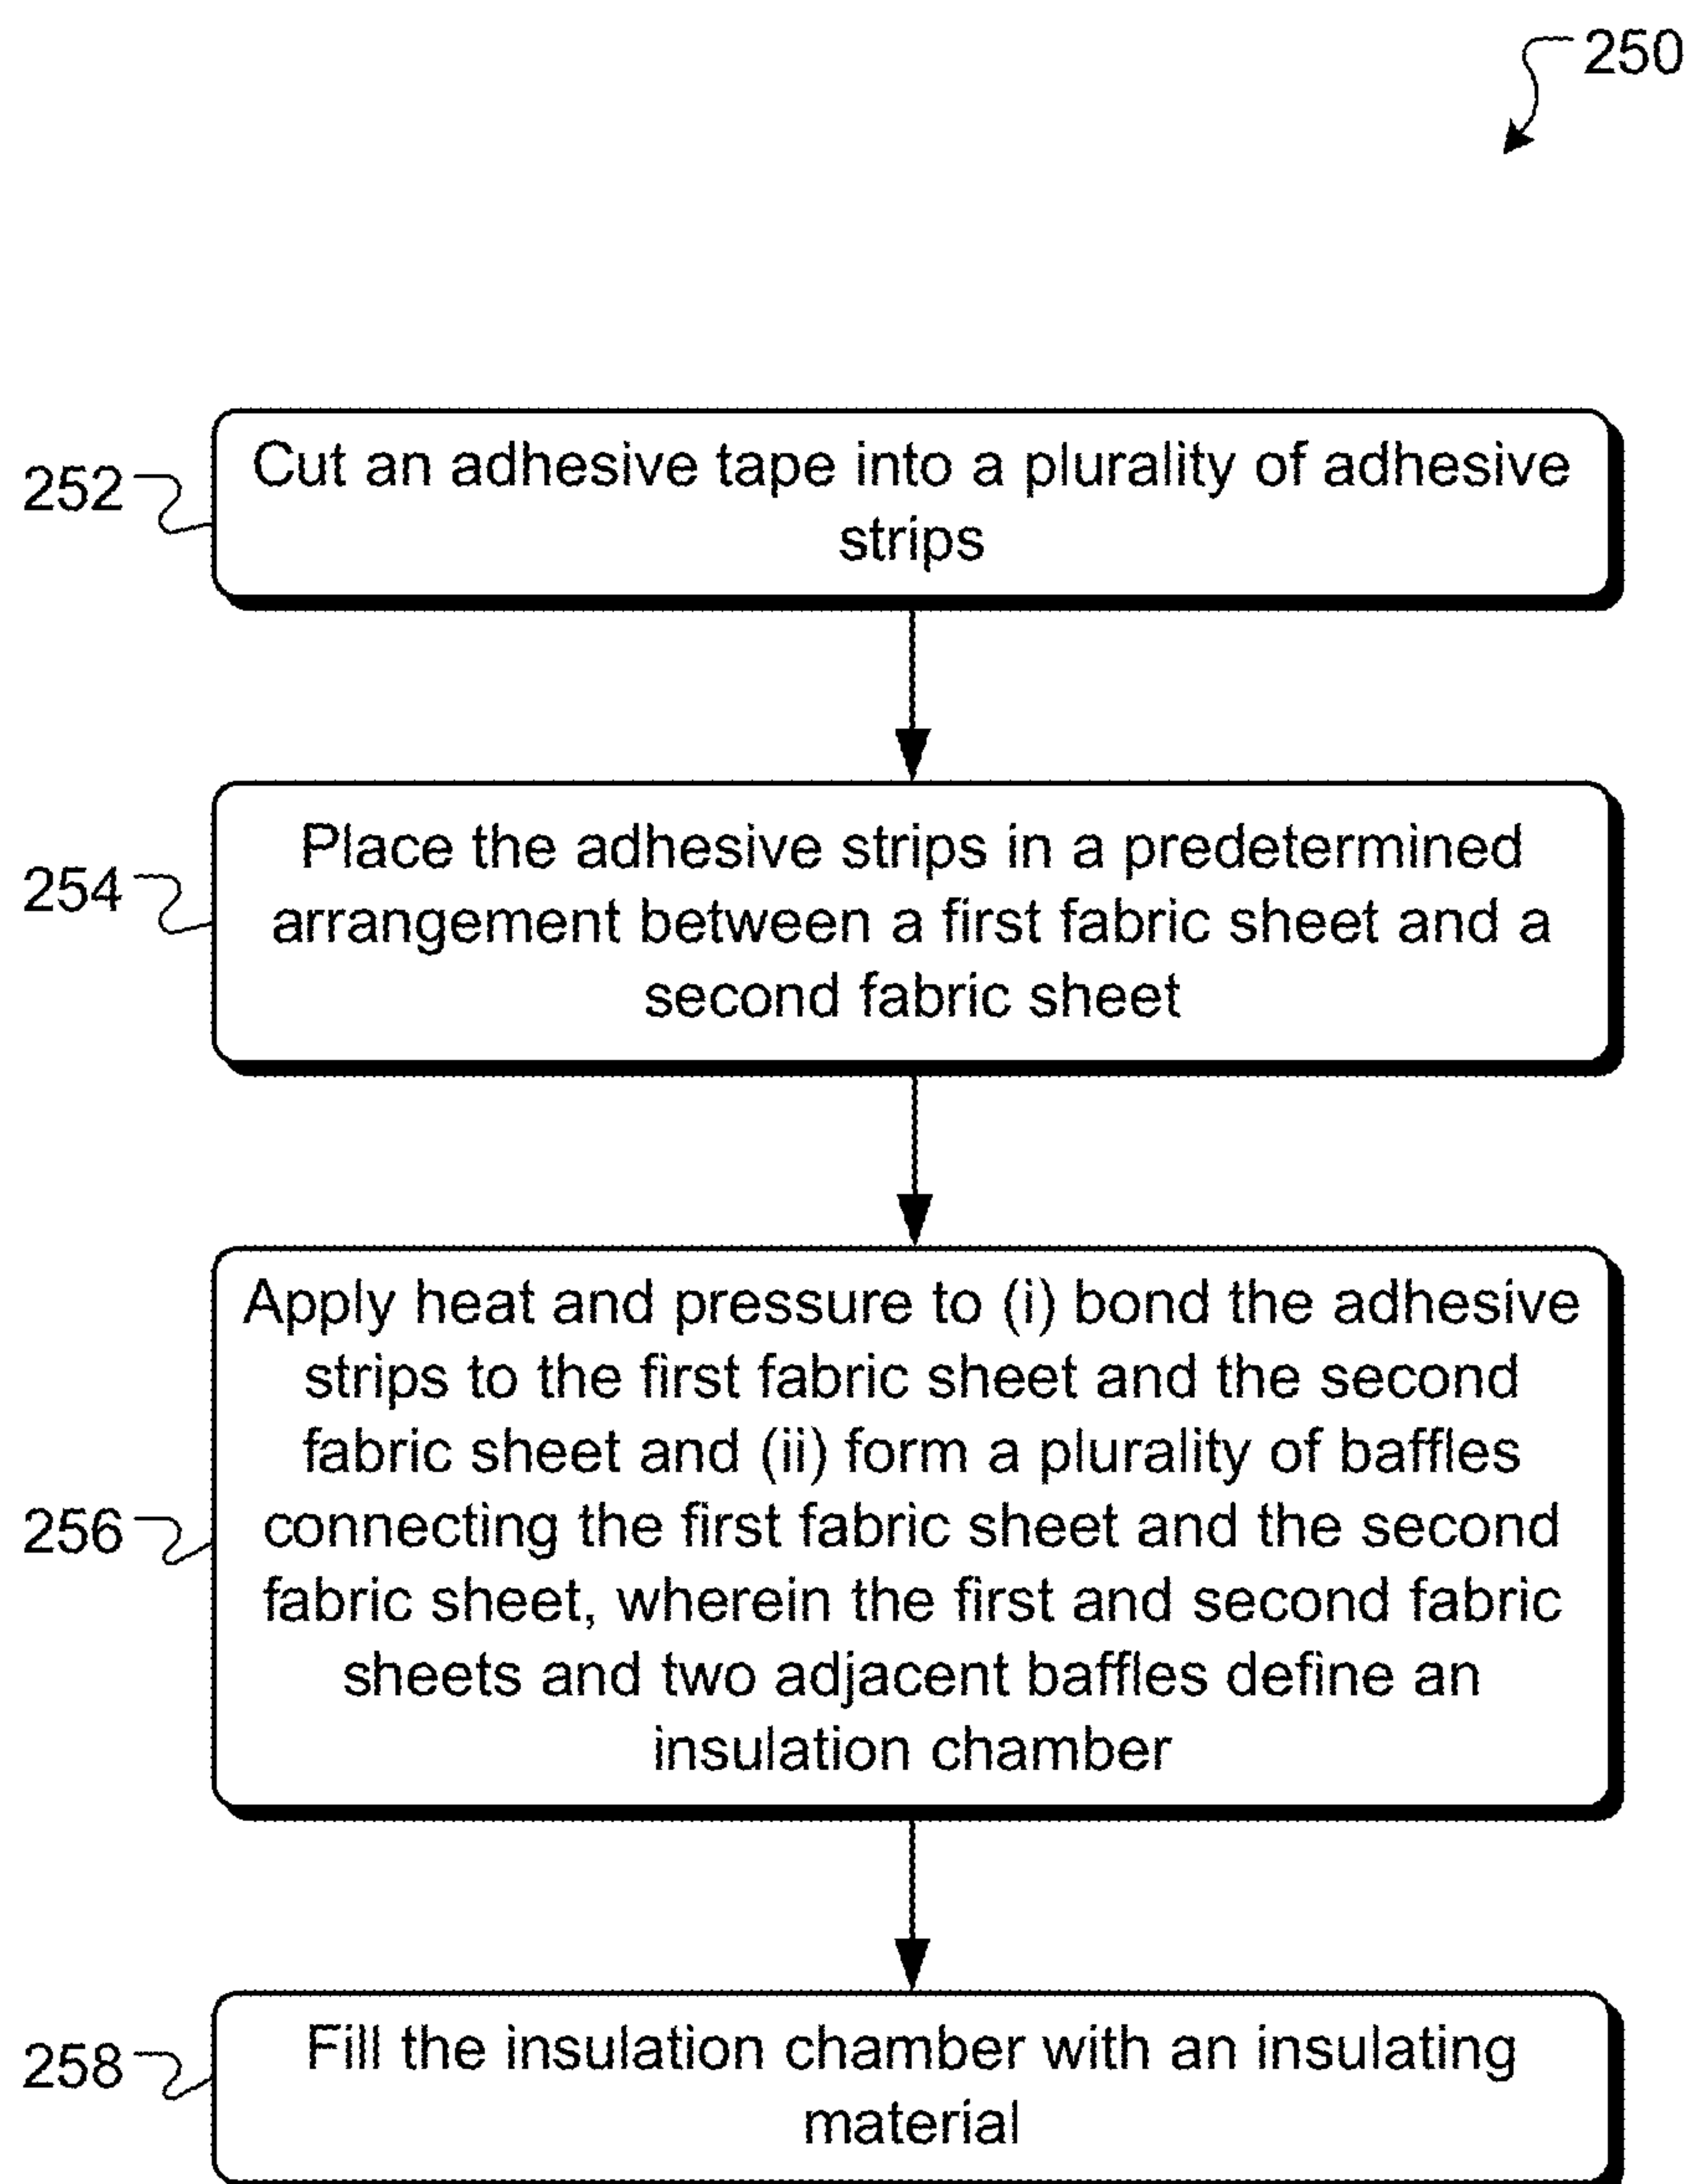 250
252
Cut an adhesive tape into a plurality of adhesive
strips
254
Place the adhesive strips in a predetermined
arrangement between a first fabric sheet and a
second fabric sheet
256
Apply heat and pressure to (i) bond the adhesive
strips to the first fabric sheet and the second
fabric sheet and (ii) form a plurality of baffles
connecting the first fabric sheet and the second
fabric sheet, wherein the first and second fabric
sheets and two adjacent baffles define an
insulation chamber
258
Fill the insulation chamber with an insulating
material